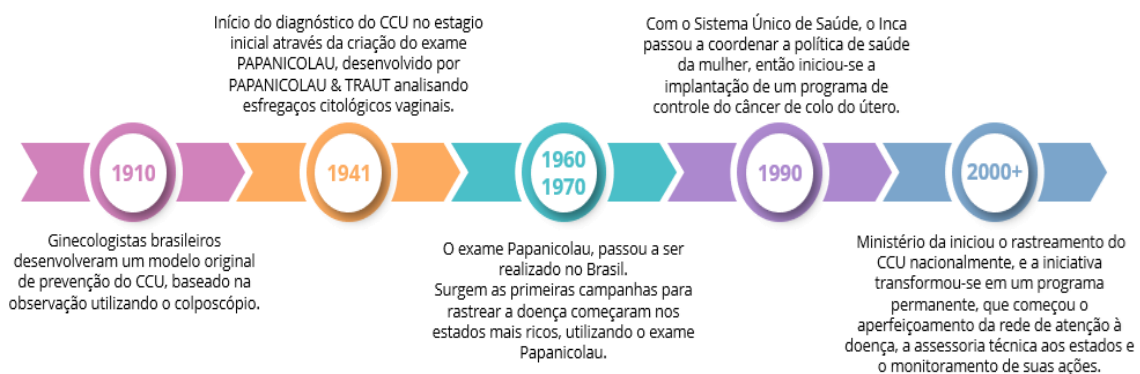 Início do diagnóstico do CCU no estagio
inicial através da criação do exame
PAPANICOLAU, desenvolvido por
PAPANICOLAU & TRAUT analisando
esfregaços citológicos vaginais.
Com o Sistema Único de Saúde, o Inca
passou a coordenar a política de saúde
da mulher, então iniciou-se a
implantação de um programa de
controle do câncer de colo do útero.
1910
1941
1960
1970
1990
2000+
Ginecologistas brasileiros
desenvolveram um modelo original
de prevenção do CCU, baseado na
observação utilizando o colposcópio.
O exame Papanicolau, passou a ser
realizado no Brasil.
Surgem as primeiras campanhas para
rastrear a doença começaram nos
estados mais ricos, utilizando o exame
Papanicolau.
Ministério da iniciou o rastreamento do
CCU nacionalmente, e a iniciativa
transformou-se em um programa
permanente, que começou o
aperfeiçoamento da rede de atenção à
doença, a assessoria técnica aos estados e
o monitoramento de suas ações.